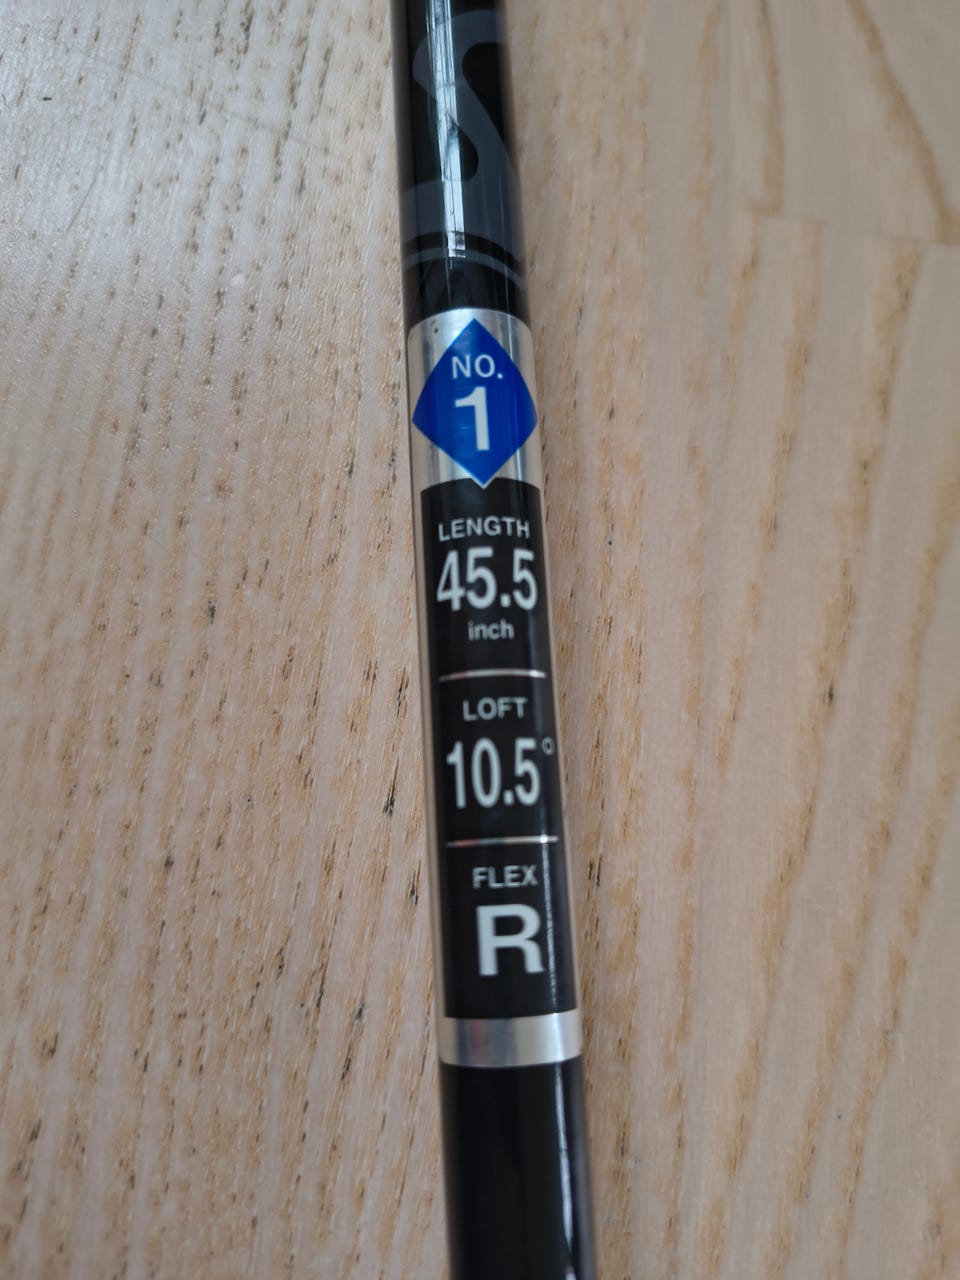 NO.
1
LENGTH
45.5
inch
LOFT
10.5°
FLEX
R